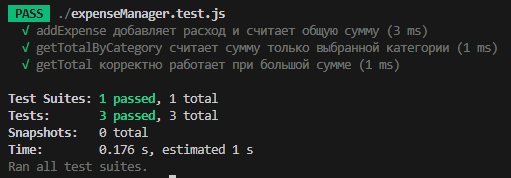 PASS ./expenseManager.test.js
√ addExpense добавляет расход и считает общую сумму (3 ms)
√ getTotalByCategory считает сумму только выбранной категории (1 ms)
√ getTotal корректно работает при большой сумме (1 ms)
Test Suites: 1 passed, 1 total
Tests: 3 passed, 3 total
Snapshots: 0 total
Time: 0.176 s, estimated 1 s
Ran all test suites.